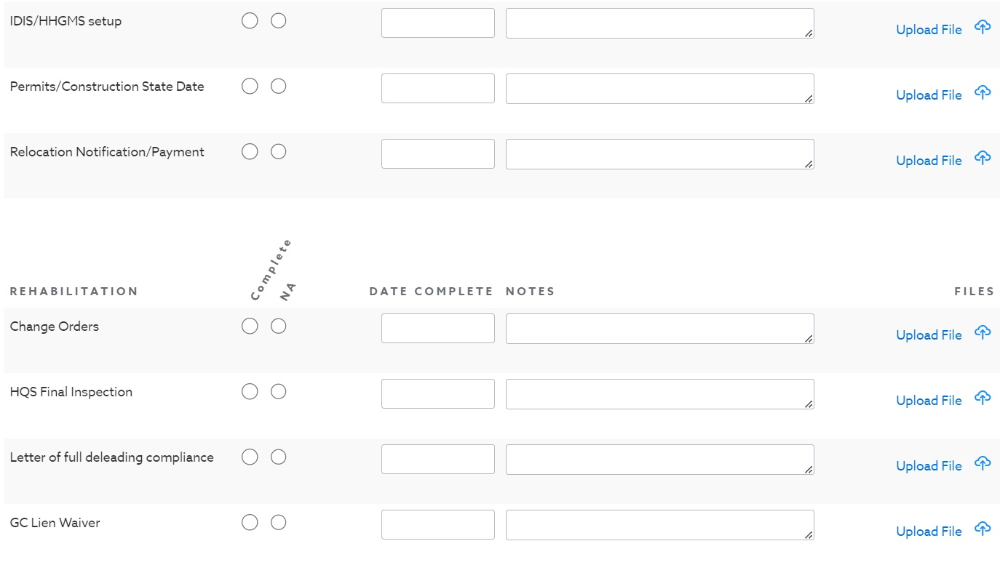 IDIS/HHGMS setup
Upload File
Permits/Construction State Date
Upload File
Relocation Notification/Payment
Upload File
REHABILITATION Complete NA DATE COMPLETE NOTES FILES
Change Orders
Upload File
HQS Final Inspection
Upload File
Letter of full deleading compliance
Upload File
GC Lien Waiver
Upload File